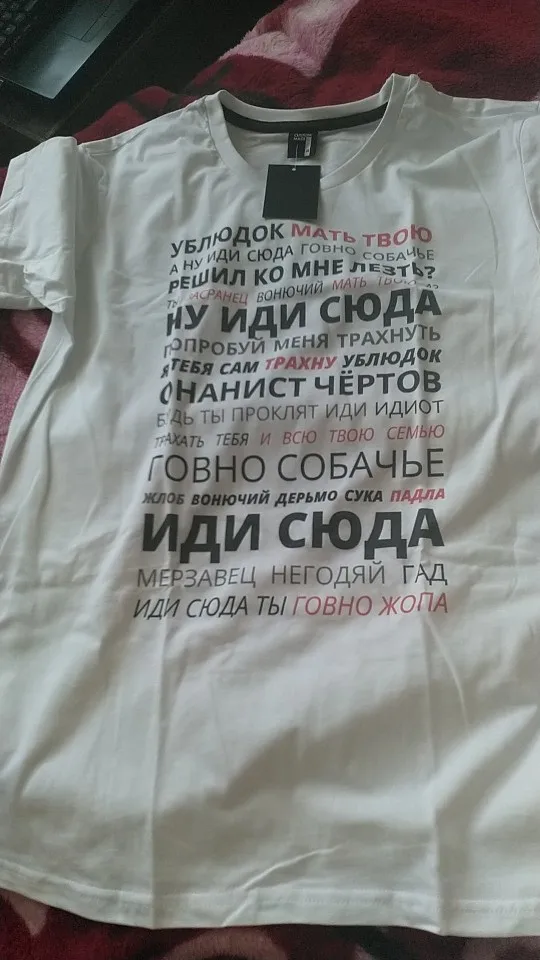 УБЛЮДОК МАТЬ ТВОЮ
А НУ ИДИ СЮДА ГОВНО СОБАЧЬЕ
РЕШИЛ КО МНЕ ЛЕЗТЬ?
ЗАСРАНЕЦ ВОНЮЧИЙ МАТЬ
НУ ИДИ СЮДА
ПОПРОБУЙ МЕНЯ ТРАХНУТЬ
Я ТЕБЯ САМ ТРАХНУ УБЛЮДОК
ОНАНИСТ ЧЁРТОВ
БУДЬ ТЫ ПРОКЛЯТ ИДИ ИДИОТ
ТРАХАТЬ ТЕБЯ И ВСЮ ТВОЮ СЕМЬЮ
ГОВНО СОБАЧЬЕ
ЖЛОБ ВОНЮЧИЙ ДЕРЬМО СУКА ПАДЛА
ИДИ СЮДА
МЕРЗАВЕЦ НЕГОДЯЙ ГАД
ИДИ СЮДА ТЫ ГОВНО ЖОПА